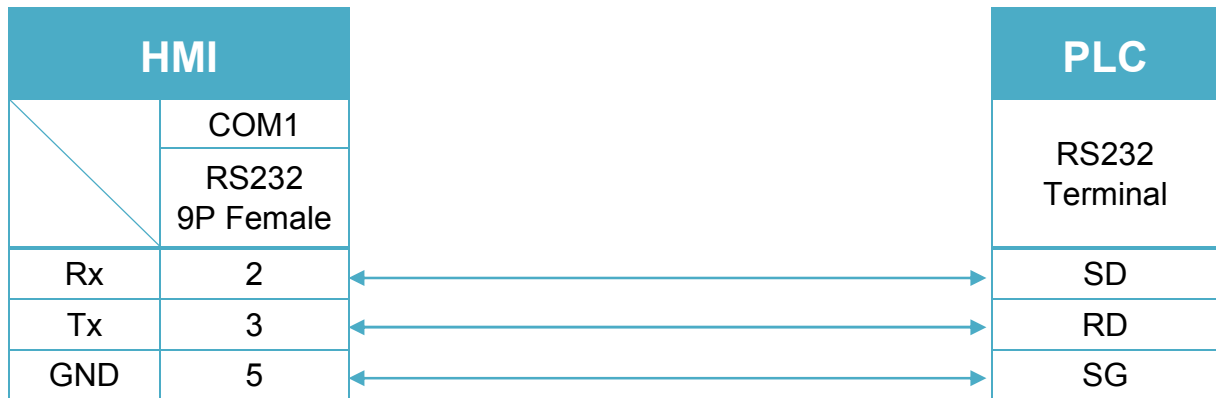 HMI
PLC
COM1
RS232
9P Female
RS232
Terminal
Rx 2 SD
Tx 3 RD
GND 5 SG